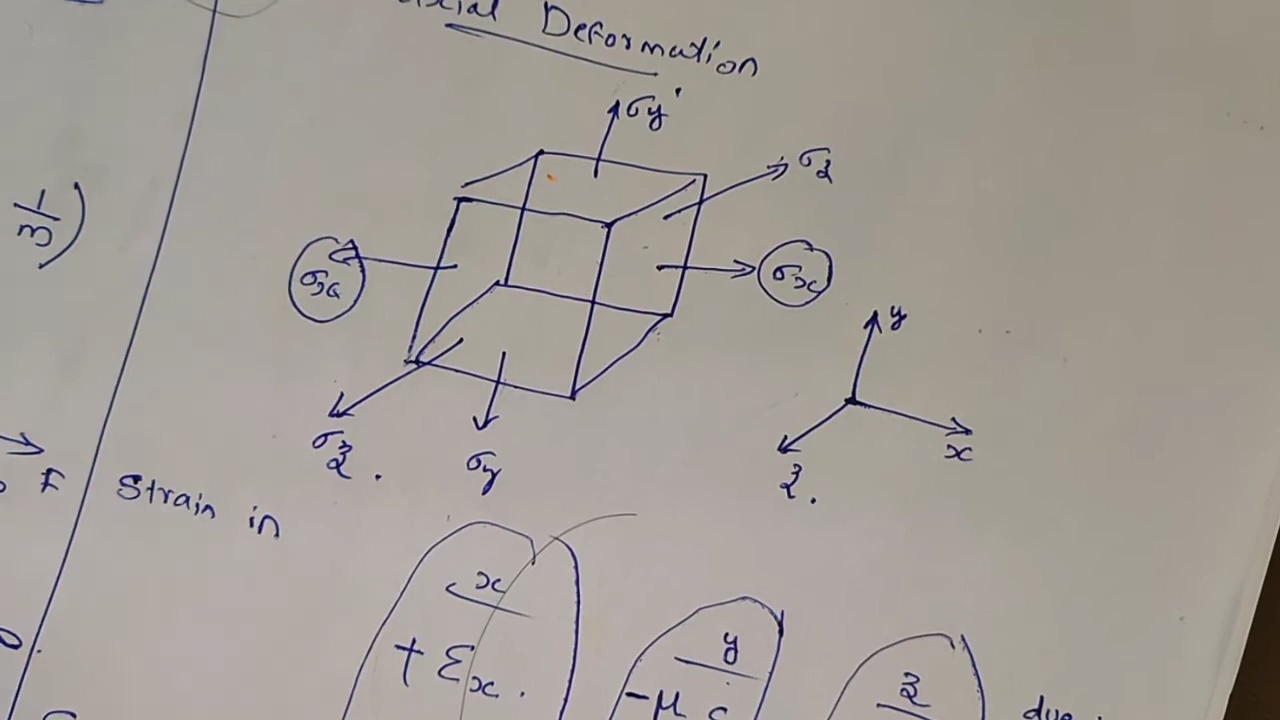 Deformation
σy
σz
σx
σx
y
x
z.
σz.
σy
F
Strain in
x y z
+ εx. -μ due